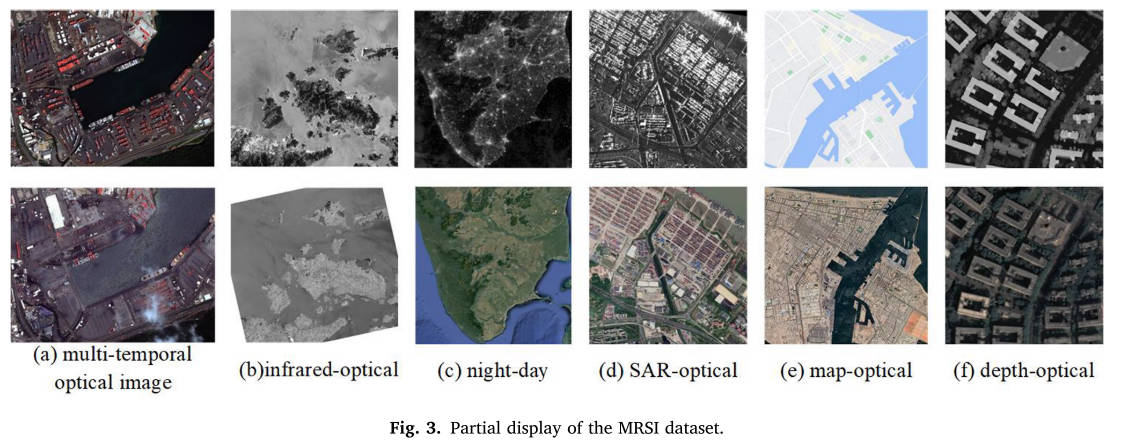 (a) multi-temporal
optical image
(b)infrared-optical
(c) night-day
(d) SAR-optical
(e) map-optical
(f) depth-optical
Fig. 3. Partial display of the MRSI dataset.